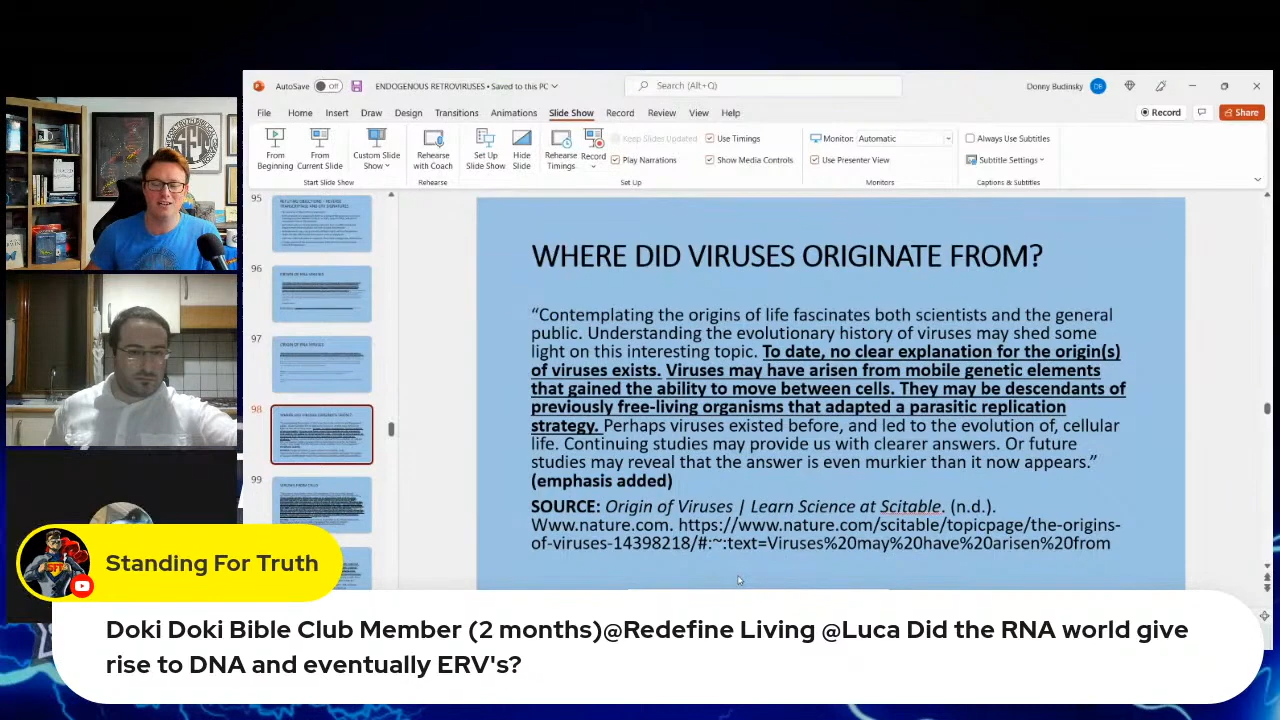 AutoSave Off ENDOGENOUS RETROVIRUSES • Saved to this PC Search (Alt+Q) Donny Budinsky DB
File Home Insert Draw Design Transitions Animations Slide Show Record Review View Help Record Share
From Beginning
From Current Slide
Custom Slide Show
Start Slide Show
Rehearse with Coach
Rehearse
Set Up Slide Show
Hide Slide
Rehearse Timings
Record
Keep Slides Updated
Play Narrations
Use Timings
Show Media Controls
Set Up
Monitor: Automatic
Use Presenter View
Monitors
Always Use Subtitles
Subtitle Settings
Captions & Subtitles
95
96
97
98
99
WHERE DID VIRUSES ORIGINATE FROM?
“Contemplating the origins of life fascinates both scientists and the general
public. Understanding the evolutionary history of viruses may shed some
light on this interesting topic. To date, no clear explanation for the origin(s)
of viruses exists. Viruses may have arisen from mobile genetic elements
that gained the ability to move between cells. They may be descendants of
previously free-living organisms that adapted a parasitic replication
strategy. Perhaps viruses existed before, and led to the evolution of, cellular
life. Continuing studies may provide us with clearer answers. Or future
studies may reveal that the answer is even murkier than it now appears.”
(emphasis added)
SOURCE: Origin of Viruses | Learn Science at Scitable. (n.d.).
Www.nature.com. https://www.nature.com/scitable/topicpage/the-origins-
of-viruses-14398218/#:~:text=Viruses%20may%20have%20arisen%20from
Standing For Truth
Doki Doki Bible Club Member (2 months)@Redefine Living @Luca Did the RNA world give
rise to DNA and eventually ERV's?